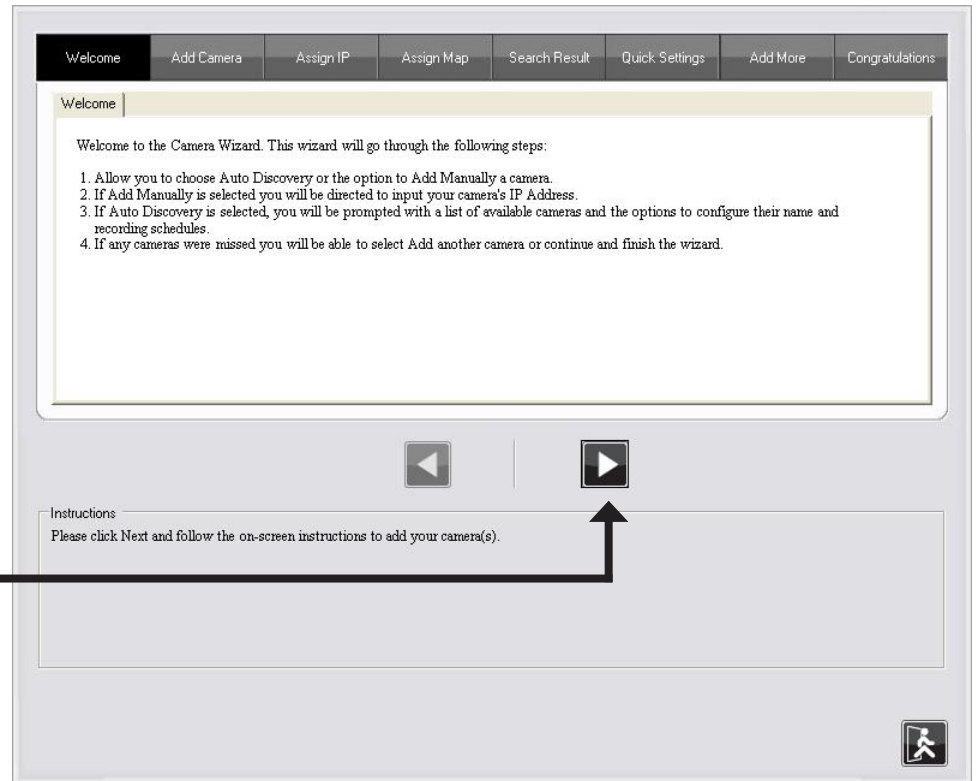 Welcome Add Camera Assign IP Assign Map Search Result Quick Settings Add More Congratulations
Welcome
Welcome to the Camera Wizard. This wizard will go through the following steps:
1. Allow you to choose Auto Discovery or the option to Add Manually a camera.
2. If Add Manually is selected you will be directed to input your camera's IP Address.
3. If Auto Discovery is selected, you will be prompted with a list of available cameras and the options to configure their name and
recording schedules.
4. If any cameras were missed you will be able to select Add another camera or continue and finish the wizard.
Instructions
Please click Next and follow the on-screen instructions to add your camera(s).